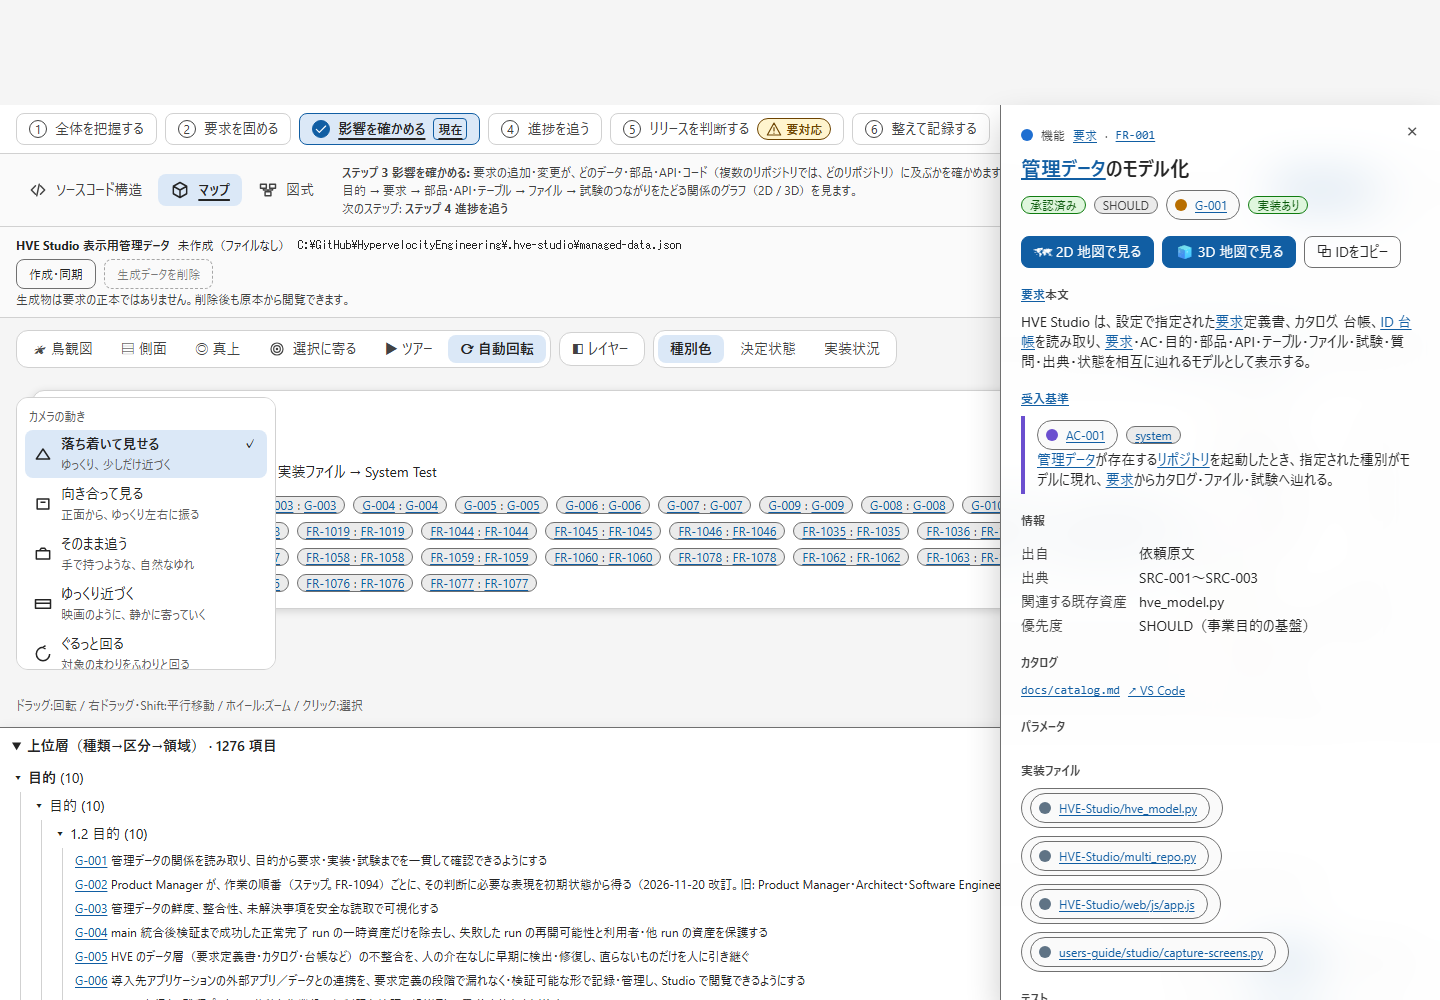 1 全体を把握する
2 要求を固める
影響を確かめる 現在
4 進捗を追う
5 リリースを判断する 要対応
6 整えて記録する
ソースコード構造
マップ
図式
ステップ 3 影響を確かめる: 要求の追加・変更が、どのデータ・部品・API・コード（複数のリポジトリでは、どのリポジトリ）に及ぶかを確かめます
目的 → 要求 → 部品・API・テーブル → ファイル → 試験のつながりをたどる関係のグラフ（2D / 3D）を見ます。
次のステップ: ステップ 4 進捗を追う
HVE Studio 表示用管理データ 未作成（ファイルなし） C:¥GitHub¥HypervelocityEngineering¥.hve-studio¥managed-data.json
作成・同期
生成データを削除
生成物は要求の正本ではありません。削除後も原本から閲覧できます。
鳥観図
側面
◎ 真上
選択に寄る
▶ ツアー
自動回転
レイヤー
種別色
決定状態
実装状況
カメラの動き
落ち着いて見せる ✓
ゆっくり、少しだけ近づく
向き合って見る
正面から、ゆっくり左右に振る
そのまま追う
手で持つような、自然なゆれ
ゆっくり近づく
映画のように、静かに寄っていく
ぐるっと回る
対象のまわりをふわりと回る
実装ファイル → System Test
003 : G-003 G-004 : G-004 G-005 : G-005 G-006 : G-006 G-007 : G-007 G-009 : G-009 G-008 : G-008 G-010
FR-1019 : FR-1019 FR-1044 : FR-1044 FR-1045 : FR-1045 FR-1046 : FR-1046 FR-1035 : FR-1035 FR-1036 : FR-
FR-1058 : FR-1058 FR-1059 : FR-1059 FR-1060 : FR-1060 FR-1078 : FR-1078 FR-1062 : FR-1062 FR-1063 : FR-
FR-1076 : FR-1076 FR-1077 : FR-1077
ドラッグ:回転 / 右ドラッグ・Shift:平行移動 / ホイール:ズーム / クリック:選択
▼ 上位層（種類→区分→領域） · 1276 項目
目的 (10)
目的 (10)
1.2 目的 (10)
G-001 管理データの関係を読み取り、目的から要求・実装・試験までを一貫して確認できるようにする
G-002 Product Manager が、作業の順番（ステップ。FR-1094）ごとに、その判断に必要な表現を初期状態から得る（2026-11-20 改訂。旧: Product Manager・Architect・Software Enginee
G-003 管理データの鮮度、整合性、未解決事項を安全な読取で可視化する
G-004 main 統合後検証まで成功した正常完了 run の一時資産だけを除去し、失敗した run の再開可能性と利用者・他 run の資産を保護する
G-005 HVE のデータ層（要求定義書・カタログ・台帳など）の不整合を、人の介在なしに早期に検出・修復し、直らないものだけを人に引き継ぐ
G-006 導入先アプリケーションの外部アプリ／データとの連携を、要求定義の段階で漏れなく・検証可能な形で記録・管理し、Studio で閲覧できるようにする
機能 要求 · FR-001
×
管理データのモデル化
承認済み SHOULD G-001 実装あり
2D 地図で見る
3D 地図で見る
IDをコピー
要求本文
HVE Studio は、設定で指定された要求定義書、カタログ、台帳、ID 台
帳を読み取り、要求・AC・目的・部品・API・テーブル・ファイル・試験・質
問・出典・状態を相互に辿れるモデルとして表示する。
受入基準
AC-001 system
管理データが存在するリポジトリを起動したとき、指定された種別がモ
デルに現れ、要求からカタログ・ファイル・試験へ辿れる。
情報
出自 依頼原文
出典 SRC-001～SRC-003
関連する既存資産 hve_model.py
優先度 SHOULD（事業目的の基盤）
カタログ
docs/catalog.md ↗ VS Code
パラメータ
実装ファイル
HVE-Studio/hve_model.py
HVE-Studio/multi_repo.py
HVE-Studio/web/js/app.js
users-guide/studio/capture-screens.py
テスト